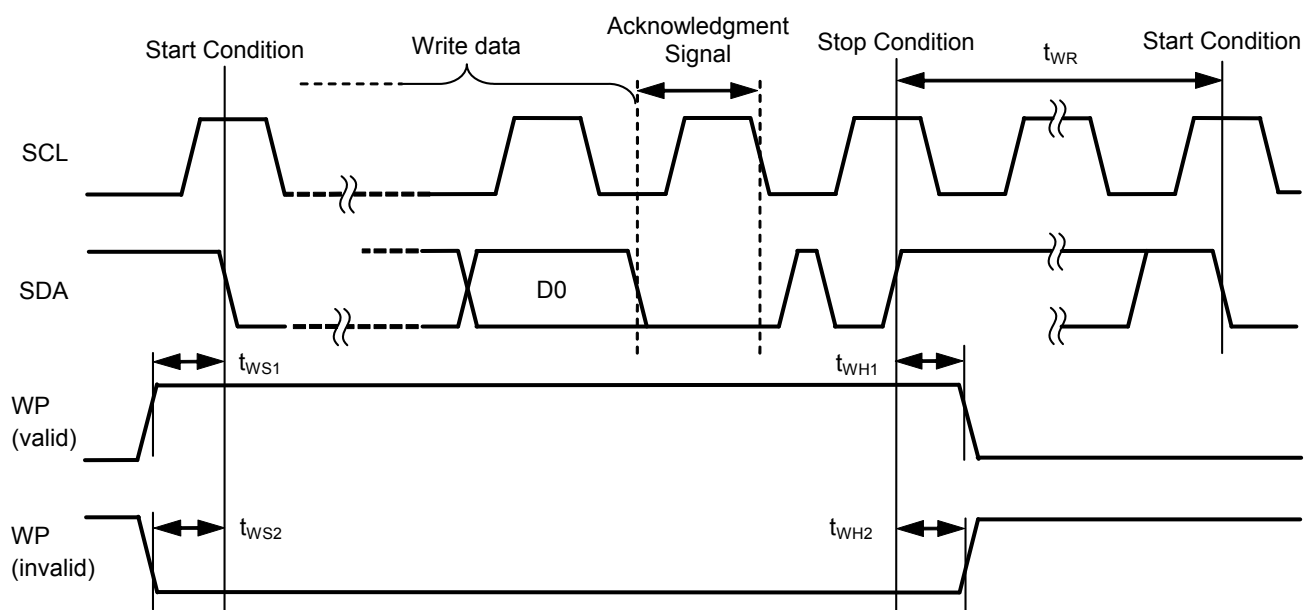 Start Condition
Write data
Acknowledgment
Signal
Stop Condition
tWR
Start Condition
SCL
SDA
D0
tWS1
tWH1
WP
(valid)
tWS2
tWH2
WP
(invalid)